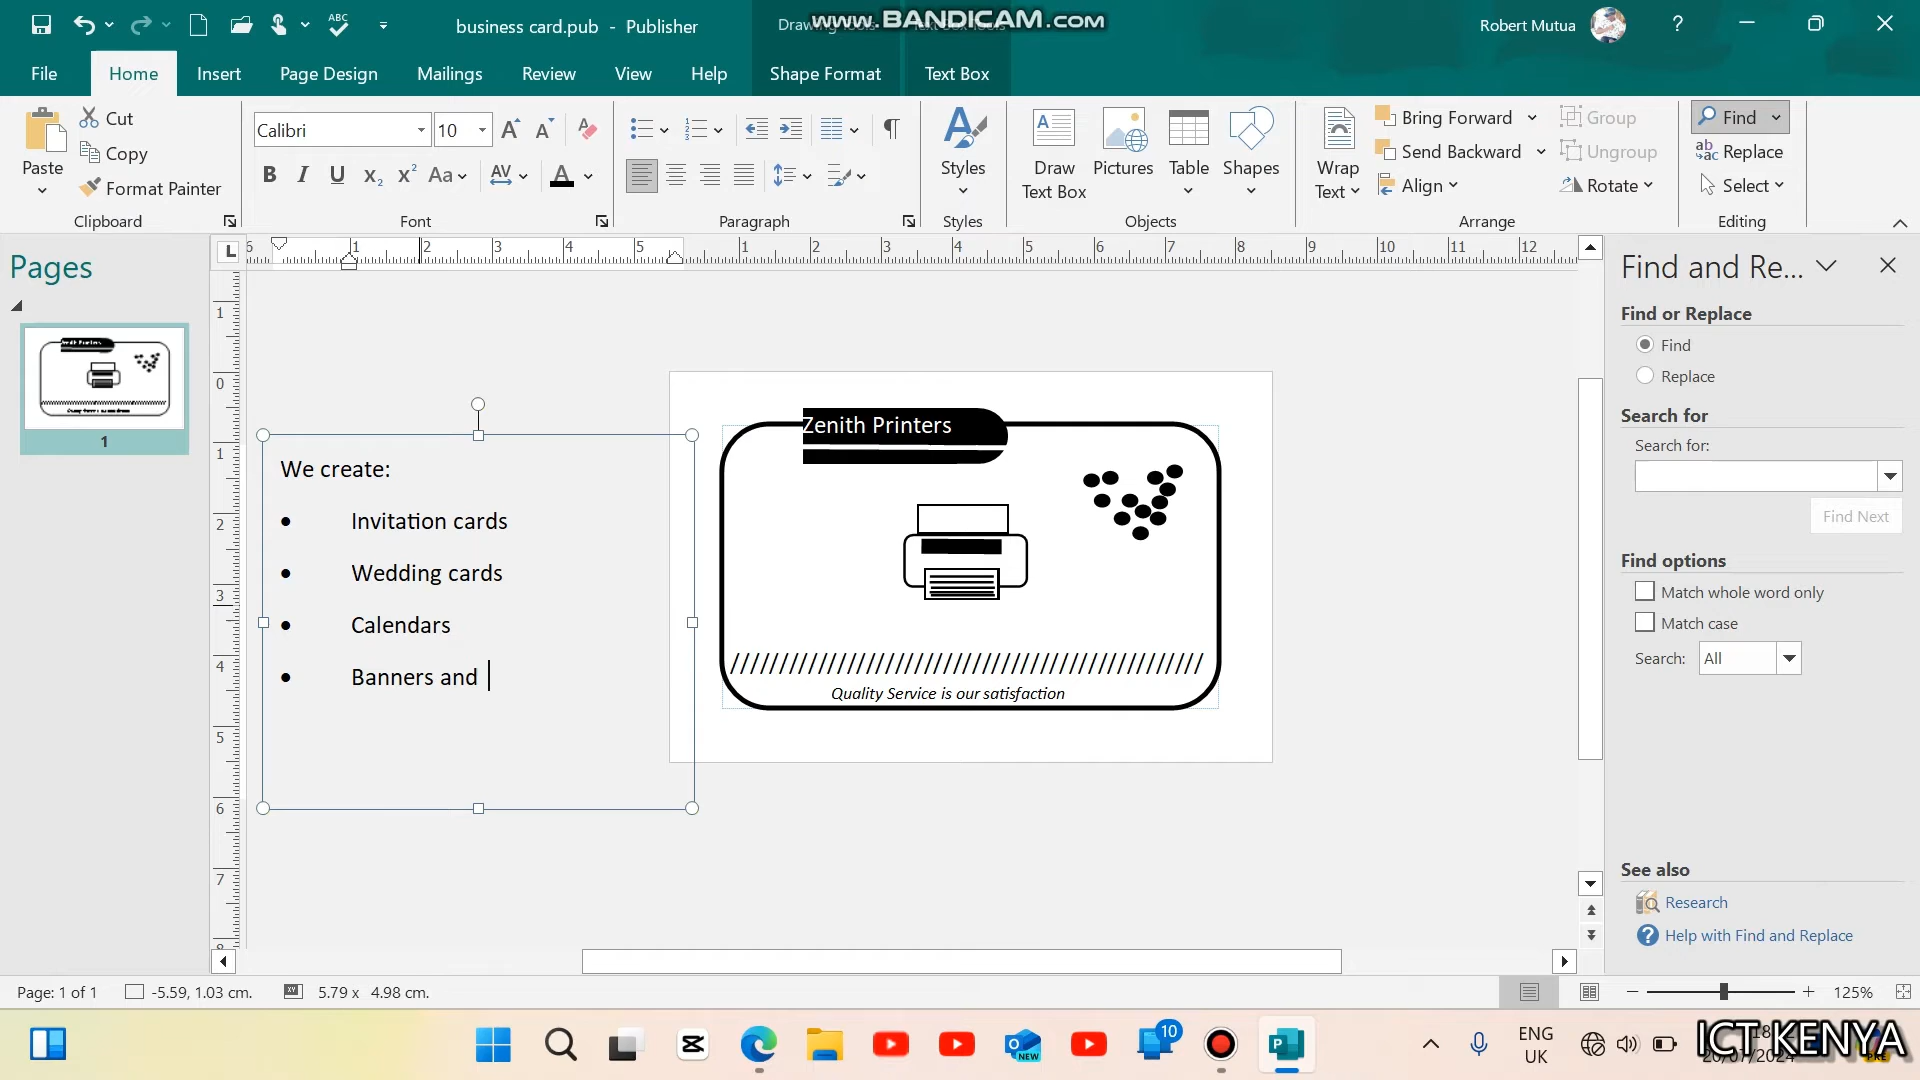 www.BANDICAM.com
business card.pub - Publisher
Robert Mutua
?
File
Home
Insert
Page Design
Mailings
Review
View
Help
Shape Format
Text Box
Paste
Cut
Copy
Format Painter
Clipboard
Calibri
10
Font
Paragraph
Styles
Styles
Draw
Text Box
Pictures
Table
Shapes
Objects
Wrap
Text
Bring Forward
Send Backward
Align
Group
Ungroup
Rotate
Arrange
Find
Replace
Select
Editing
Pages
1
We create:
• Invitation cards
• Wedding cards
• Calendars
• Banners and
Zenith Printers
////////////////////////////////////////////
Quality Service is our satisfaction
Find and Re...
Find or Replace
Find
Replace
Search for
Search for:
Find Next
Find options
Match whole word only
Match case
Search: All
See also
Research
Help with Find and Replace
Page: 1 of 1
-5.59, 1.03 cm.
5.79 x 4.98 cm.
125%
10
ENG
UK
ICT KENYA